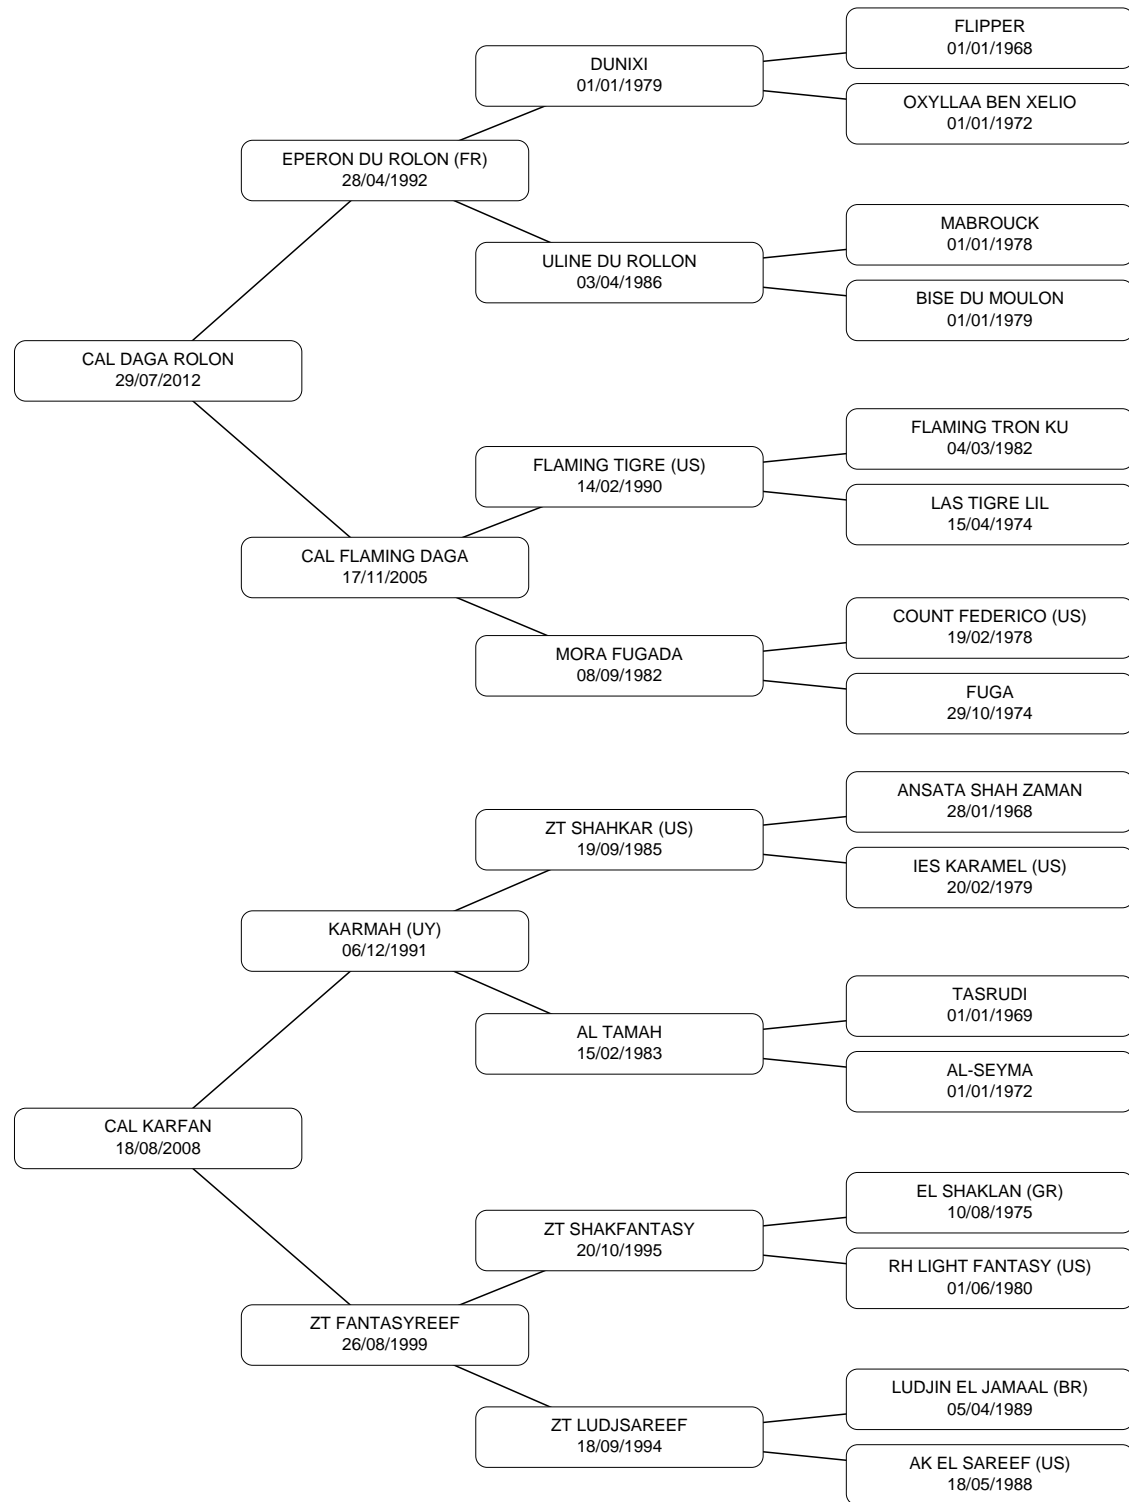 FLIPPER
01/01/1968
DUNIXI
01/01/1979
OXYLLAA BEN XELIO
01/01/1972
EPERON DU ROLON (FR)
28/04/1992
MABROUCK
01/01/1978
ULINE DU ROLLON
03/04/1986
BISE DU MOULON
01/01/1979
CAL DAGA ROLON
29/07/2012
FLAMING TRON KU
04/03/1982
FLAMING TIGRE (US)
14/02/1990
LAS TIGRE LIL
15/04/1974
CAL FLAMING DAGA
17/11/2005
COUNT FEDERICO (US)
19/02/1978
MORA FUGADA
08/09/1982
FUGA
29/10/1974
ANSATA SHAH ZAMAN
28/01/1968
ZT SHAHKAR (US)
19/09/1985
IES KARAMEL (US)
20/02/1979
KARMAH (UY)
06/12/1991
TASRUDI
01/01/1969
AL TAMAH
15/02/1983
AL-SEYMA
01/01/1972
CAL KARFAN
18/08/2008
EL SHAKLAN (GR)
10/08/1975
ZT SHAKFANTASY
20/10/1995
RH LIGHT FANTASY (US)
01/06/1980
ZT FANTASYREEF
26/08/1999
LUDJIN EL JAMAAL (BR)
05/04/1989
ZT LUDJSAREEF
18/09/1994
AK EL SAREEF (US)
18/05/1988